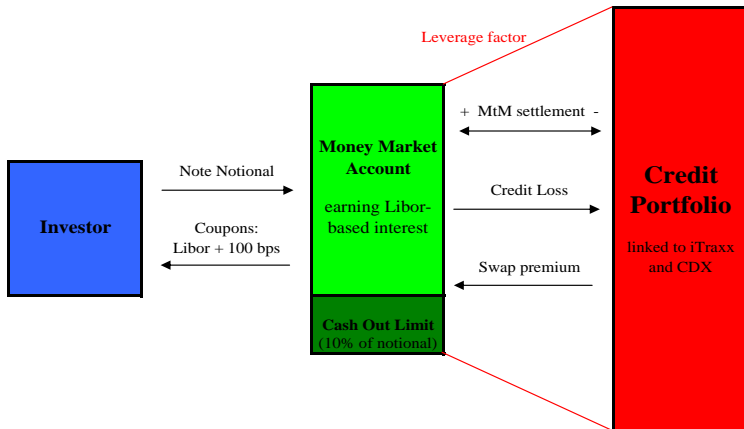 Leverage factor
+ MtM settlement -
Money Market
Account
earning Libor-
based interest
Note Notional
Credit Loss
Credit
Portfolio
linked to iTraxx
and CDX
Investor
Coupons:
Libor + 100 bps
Swap premium
Cash Out Limit
(10% of notional)